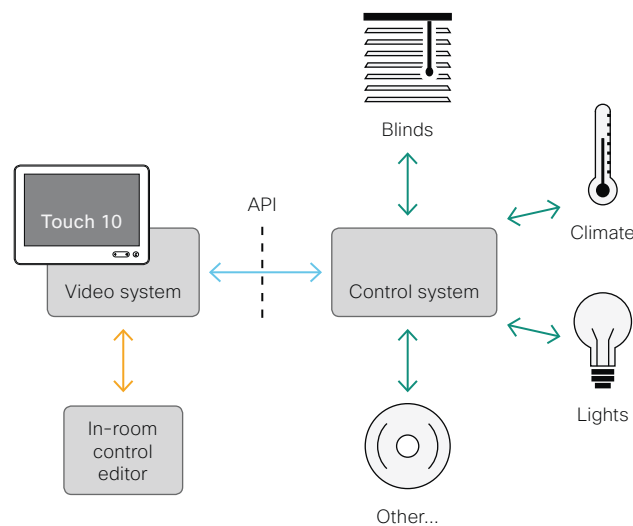 Blinds
Touch 10
API
Climate
Video system
Control system
In-room
control
editor
Lights
Other...